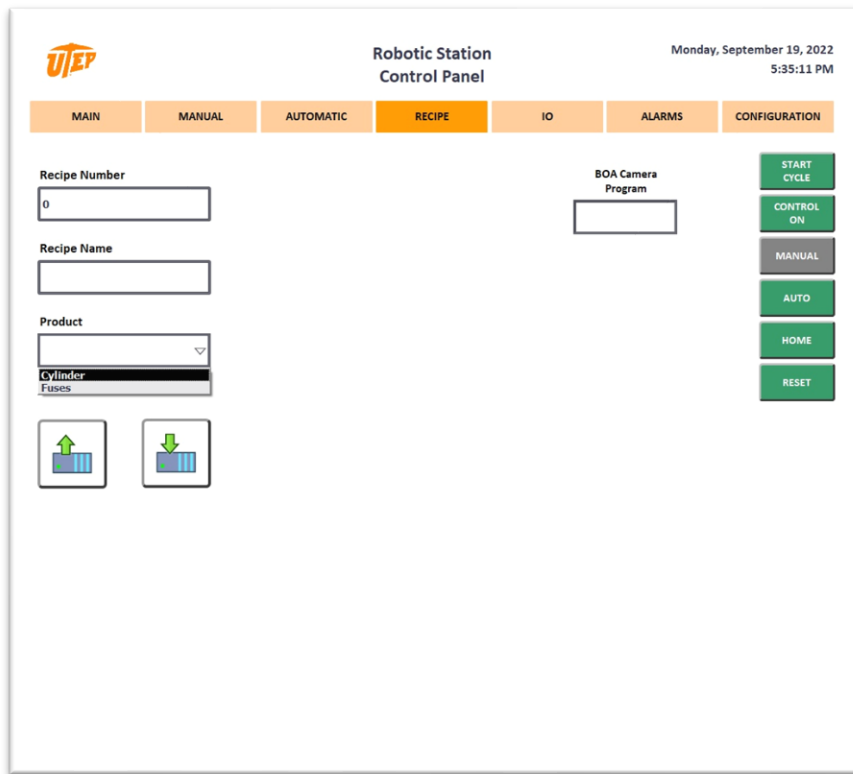 UTEP
Robotic Station
Control Panel
Monday, September 19, 2022
5:35:11 PM
MAIN
MANUAL
AUTOMATIC
RECIPE
IO
ALARMS
CONFIGURATION
Recipe Number
0
Recipe Name
Product
Cylinder
Fuses
BOA Camera
Program
START
CYCLE
CONTROL
ON
MANUAL
AUTO
HOME
RESET